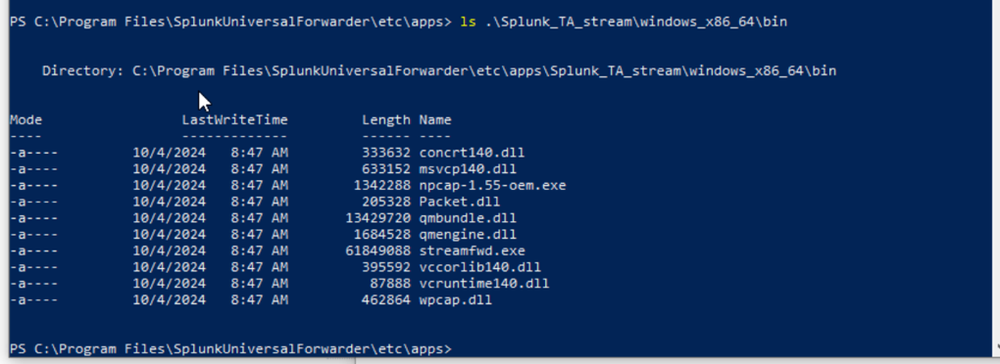 PS C:\Program Files\SplunkUniversalForwarder\etc\apps> ls .\Splunk_TA_stream\windows_x86_64\bin
Directory: C:\Program Files\SplunkUniversalForwarder\etc\apps\Splunk_TA_stream\windows_x86_64\bin
Mode LastWriteTime Length Name
---- ------------- ------ ----
-a---- 10/4/2024 8:47 AM 333632 concrt140.dll
-a---- 10/4/2024 8:47 AM 633152 msvcp140.dll
-a---- 10/4/2024 8:47 AM 1342288 npcap-1.55-oem.exe
-a---- 10/4/2024 8:47 AM 205328 Packet.dll
-a---- 10/4/2024 8:47 AM 13429720 qmbundle.dll
-a---- 10/4/2024 8:47 AM 1684528 qmengine.dll
-a---- 10/4/2024 8:47 AM 61849088 streamfwd.exe
-a---- 10/4/2024 8:47 AM 395592 vccorlib140.dll
-a---- 10/4/2024 8:47 AM 87888 vcruntime140.dll
-a---- 10/4/2024 8:47 AM 462864 wpcap.dll
PS C:\Program Files\SplunkUniversalForwarder\etc\apps>